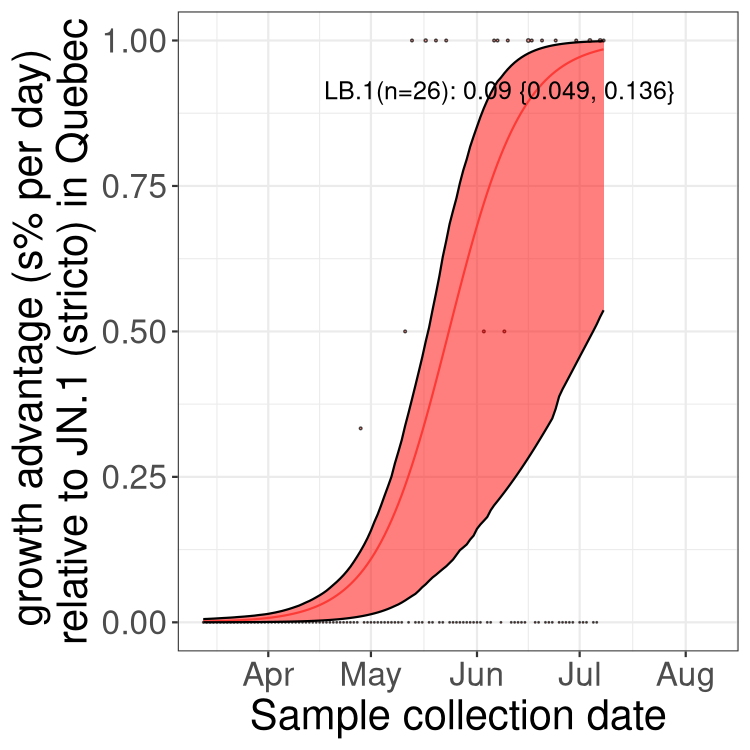 growth advantage (s% per day)
relative to JN.1 (stricto) in Quebec
1.00
0.75
0.50
0.25
0.00
LB.1(n=26): 0.09 {0.049, 0.136}
Apr May Jun Jul Aug
Sample collection date